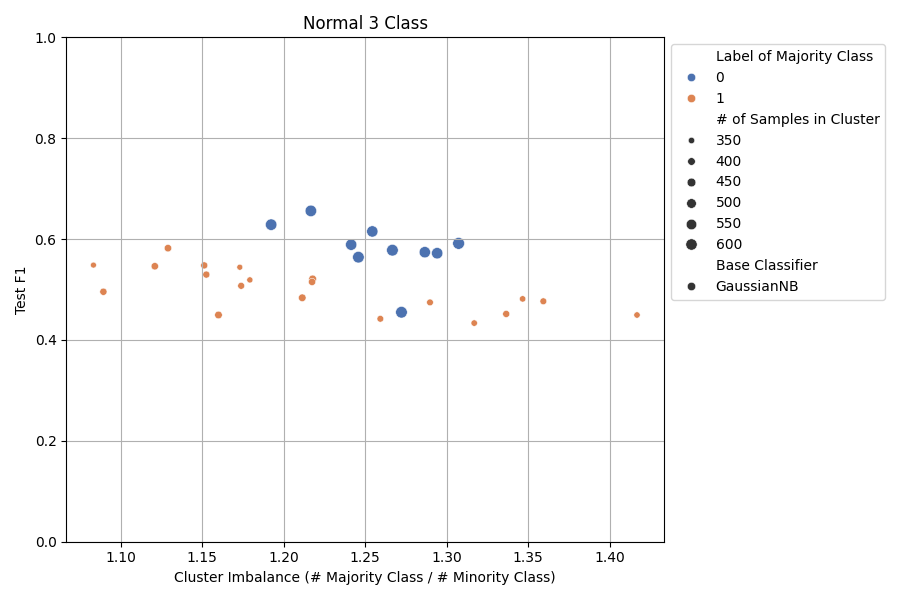 Normal 3 Class
1.0
0.8
0.6
0.4
0.2
0.0
Test F1
1.10 1.15 1.20 1.25 1.30 1.35 1.40
Cluster Imbalance (# Majority Class / # Minority Class)
Label of Majority Class
0
1
# of Samples in Cluster
350
400
450
500
550
600
Base Classifier
GaussianNB